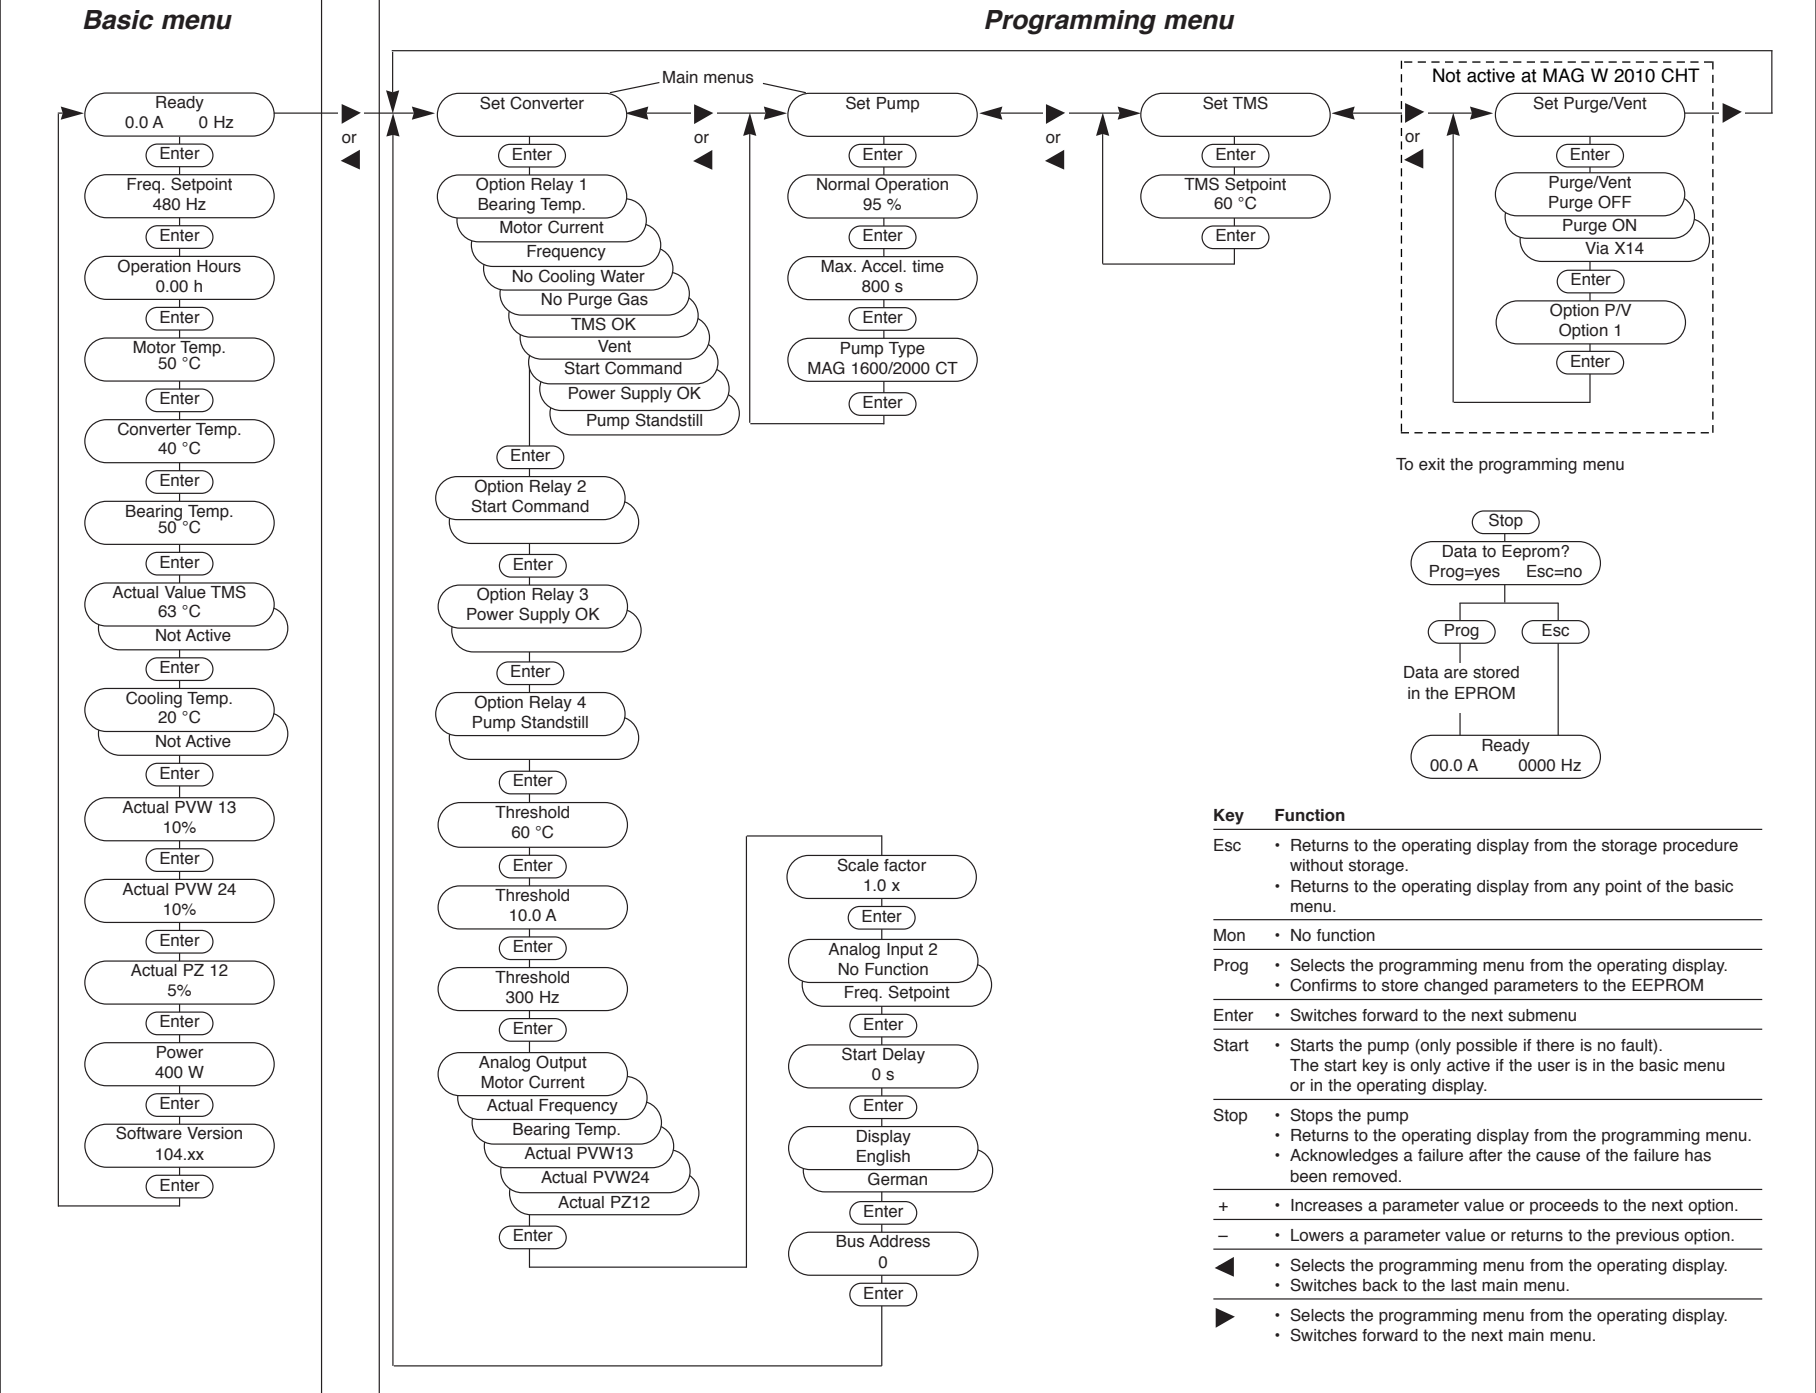 Basic menu
Programming menu
Ready
0.0 A 0 Hz
Enter
Freq. Setpoint
480 Hz
Enter
Operation Hours
0.00 h
Enter
Motor Temp.
50 °C
Enter
Converter Temp.
40 °C
Enter
Bearing Temp.
50 °C
Enter
Actual Value TMS
63 °C
Not Active
Enter
Cooling Temp.
20 °C
Not Active
Enter
Actual PVW 13
10%
Enter
Actual PVW 24
10%
Enter
Actual PZ 12
5%
Enter
Power
400 W
Enter
Software Version
104.xx
Enter
or
Main menus
Set Converter
Enter
Option Relay 1
Bearing Temp.
Motor Current
Frequency
No Cooling Water
No Purge Gas
TMS OK
Vent
Start Command
Power Supply OK
Pump Standstill
Enter
Option Relay 2
Start Command
Enter
Option Relay 3
Power Supply OK
Enter
Option Relay 4
Pump Standstill
Enter
Threshold
60 °C
Enter
Threshold
10.0 A
Enter
Threshold
300 Hz
Enter
Analog Output
Motor Current
Actual Frequency
Bearing Temp.
Actual PVW13
Actual PVW24
Actual PZ12
Enter
Scale factor
1.0 x
Enter
Analog Input 2
No Function
Freq. Setpoint
Enter
Start Delay
0 s
Enter
Display
English
German
Enter
Bus Address
0
Enter
or
Set Pump
Enter
Normal Operation
95 %
Enter
Max. Accel. time
800 s
Enter
Pump Type
MAG 1600/2000 CT
Enter
or
Set TMS
Enter
TMS Setpoint
60 °C
Enter
or
Not active at MAG W 2010 CHT
Set Purge/Vent
Enter
Purge/Vent
Purge OFF
Purge ON
Via X14
Enter
Option P/V
Option 1
Enter
To exit the programming menu
Stop
Data to Eeprom?
Prog=yes Esc=no
Prog Esc
Data are stored
in the EPROM
Ready
00.0 A 0000 Hz
Key Function
Esc • Returns to the operating display from the storage procedure
without storage.
• Returns to the operating display from any point of the basic
menu.
Mon • No function
Prog • Selects the programming menu from the operating display.
• Confirms to store changed parameters to the EEPROM
Enter • Switches forward to the next submenu
Start • Starts the pump (only possible if there is no fault).
The start key is only active if the user is in the basic menu
or in the operating display.
Stop • Stops the pump
• Returns to the operating display from the programming menu.
• Acknowledges a failure after the cause of the failure has
been removed.
+ • Increases a parameter value or proceeds to the next option.
– • Lowers a parameter value or returns to the previous option.
◀ • Selects the programming menu from the operating display.
• Switches back to the last main menu.
▶ • Selects the programming menu from the operating display.
• Switches forward to the next main menu.